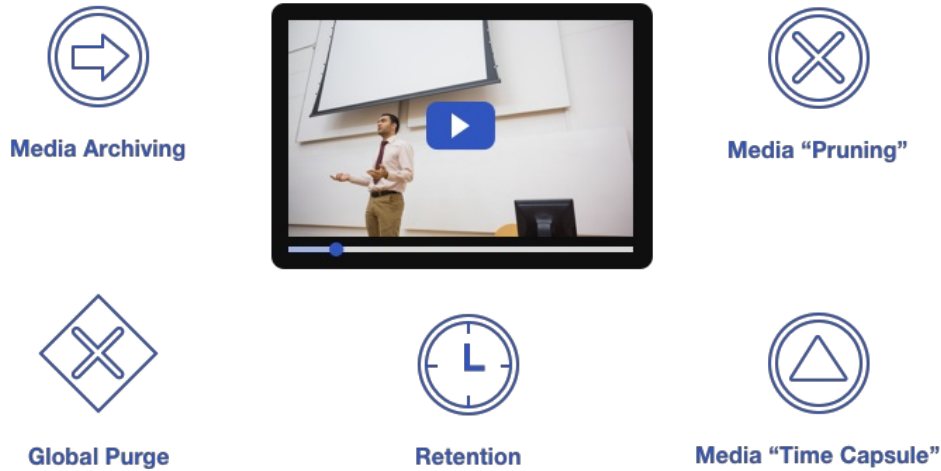 Media Archiving
Media “Pruning”
Global Purge
Retention
Media “Time Capsule”